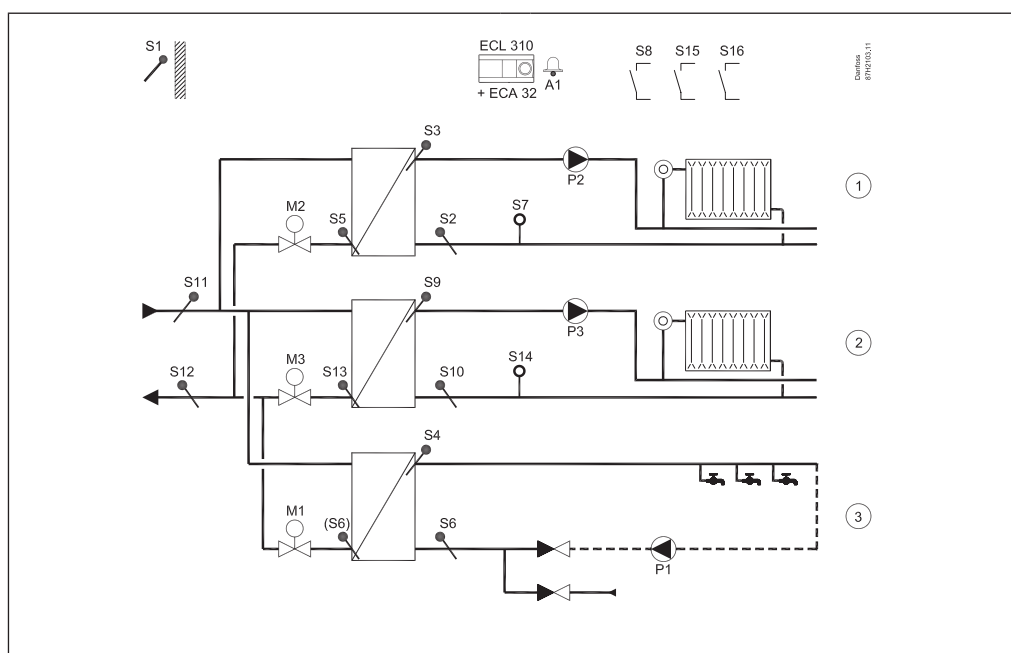 S1
ECL 310
+ ECA 32
A1
S8
S15
S16
Danfoss
87H2103.11
S3
P2
1
M2
S5
S2
S7
S11
S9
P3
2
S12
M3
S13
S10
S14
S4
3
M1
(S6)
S6
P1